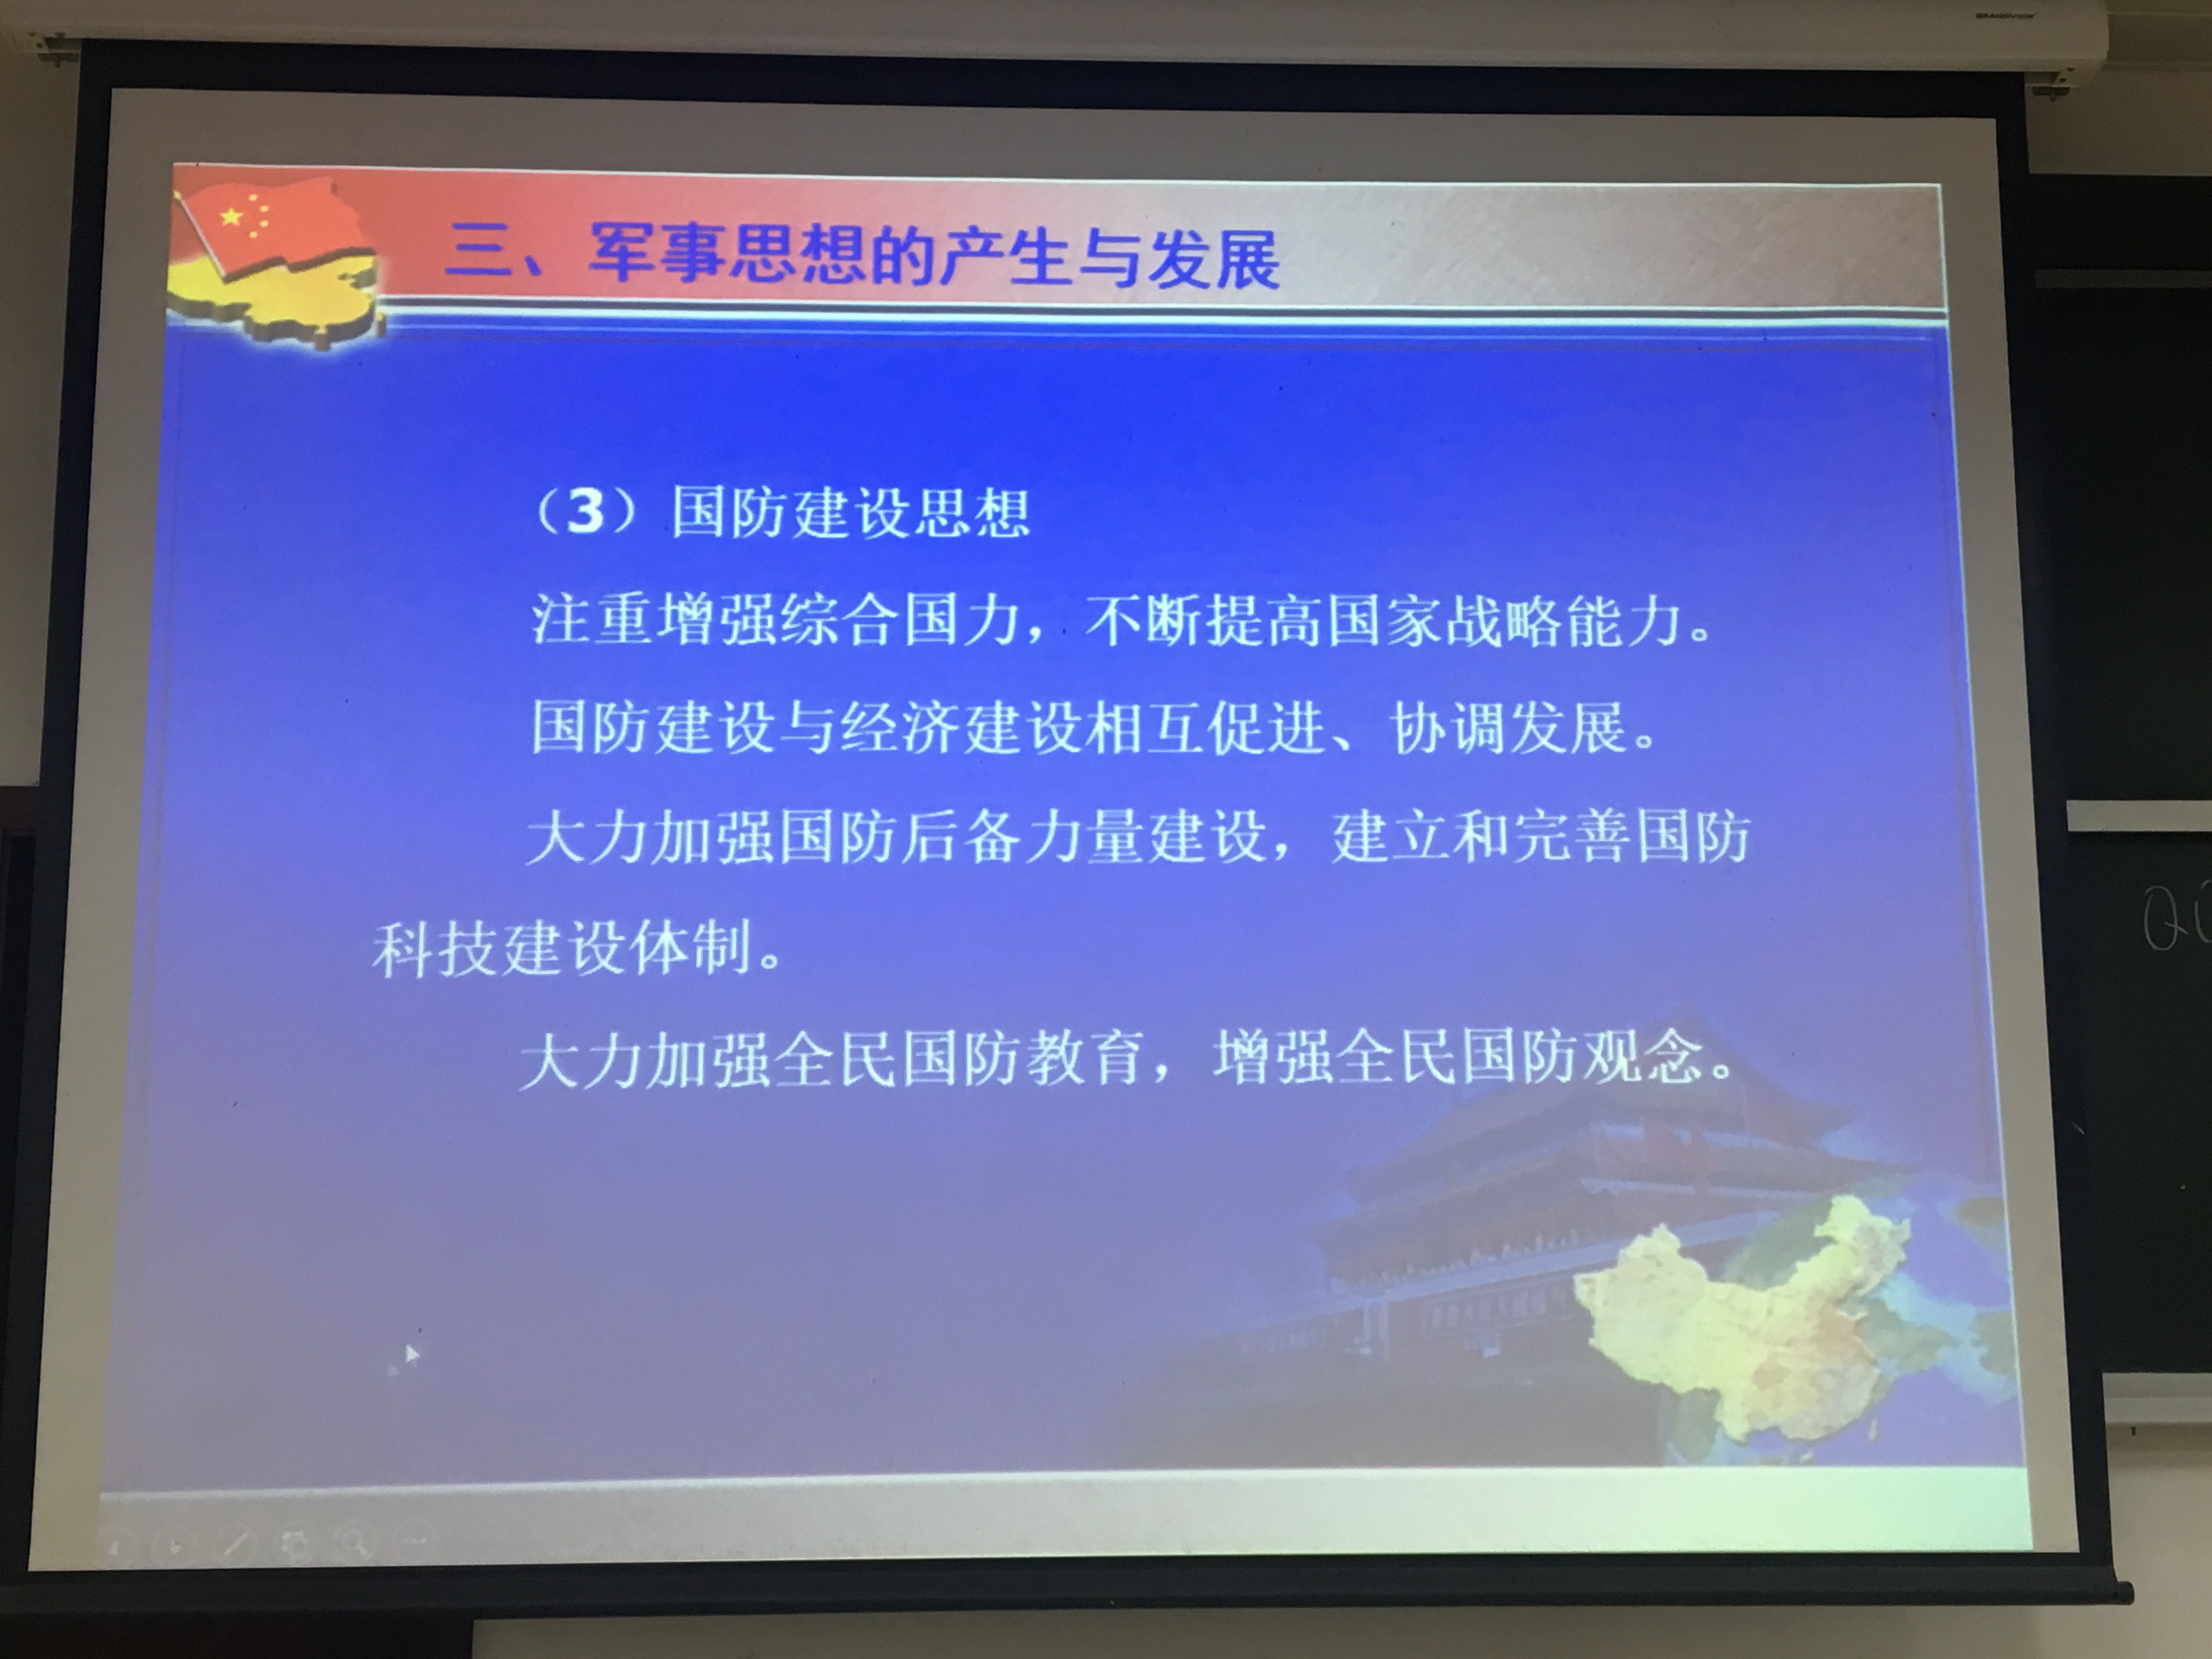 GRANDVIEW
三、军事思想的产生与发展
（3）国防建设思想
注重增强综合国力，不断提高国家战略能力。
国防建设与经济建设相互促进、协调发展。
大力加强国防后备力量建设，建立和完善国防
科技建设体制。
大力加强全民国防教育，增强全民国防观念。